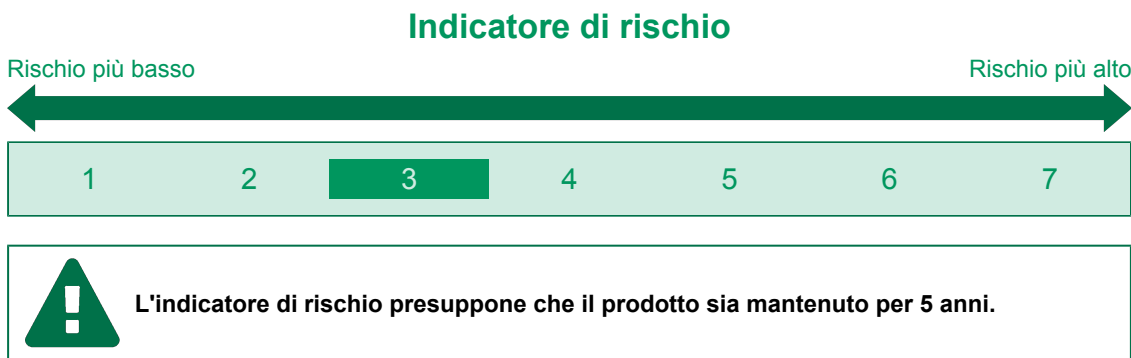 Indicatore di rischio
Rischio più basso Rischio più alto
1 2 3 4 5 6 7
L'indicatore di rischio presuppone che il prodotto sia mantenuto per 5 anni.